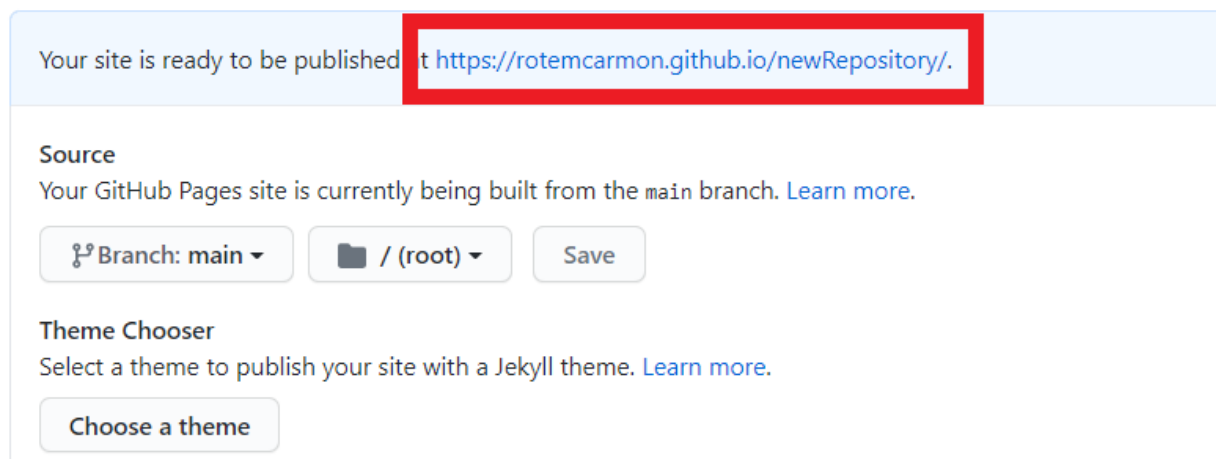 Your site is ready to be published t https://rotemcarmon.github.io/newRepository/.
Source
Your GitHub Pages site is currently being built from the main branch. Learn more.
Branch: main / (root) Save
Theme Chooser
Select a theme to publish your site with a Jekyll theme. Learn more.
Choose a theme